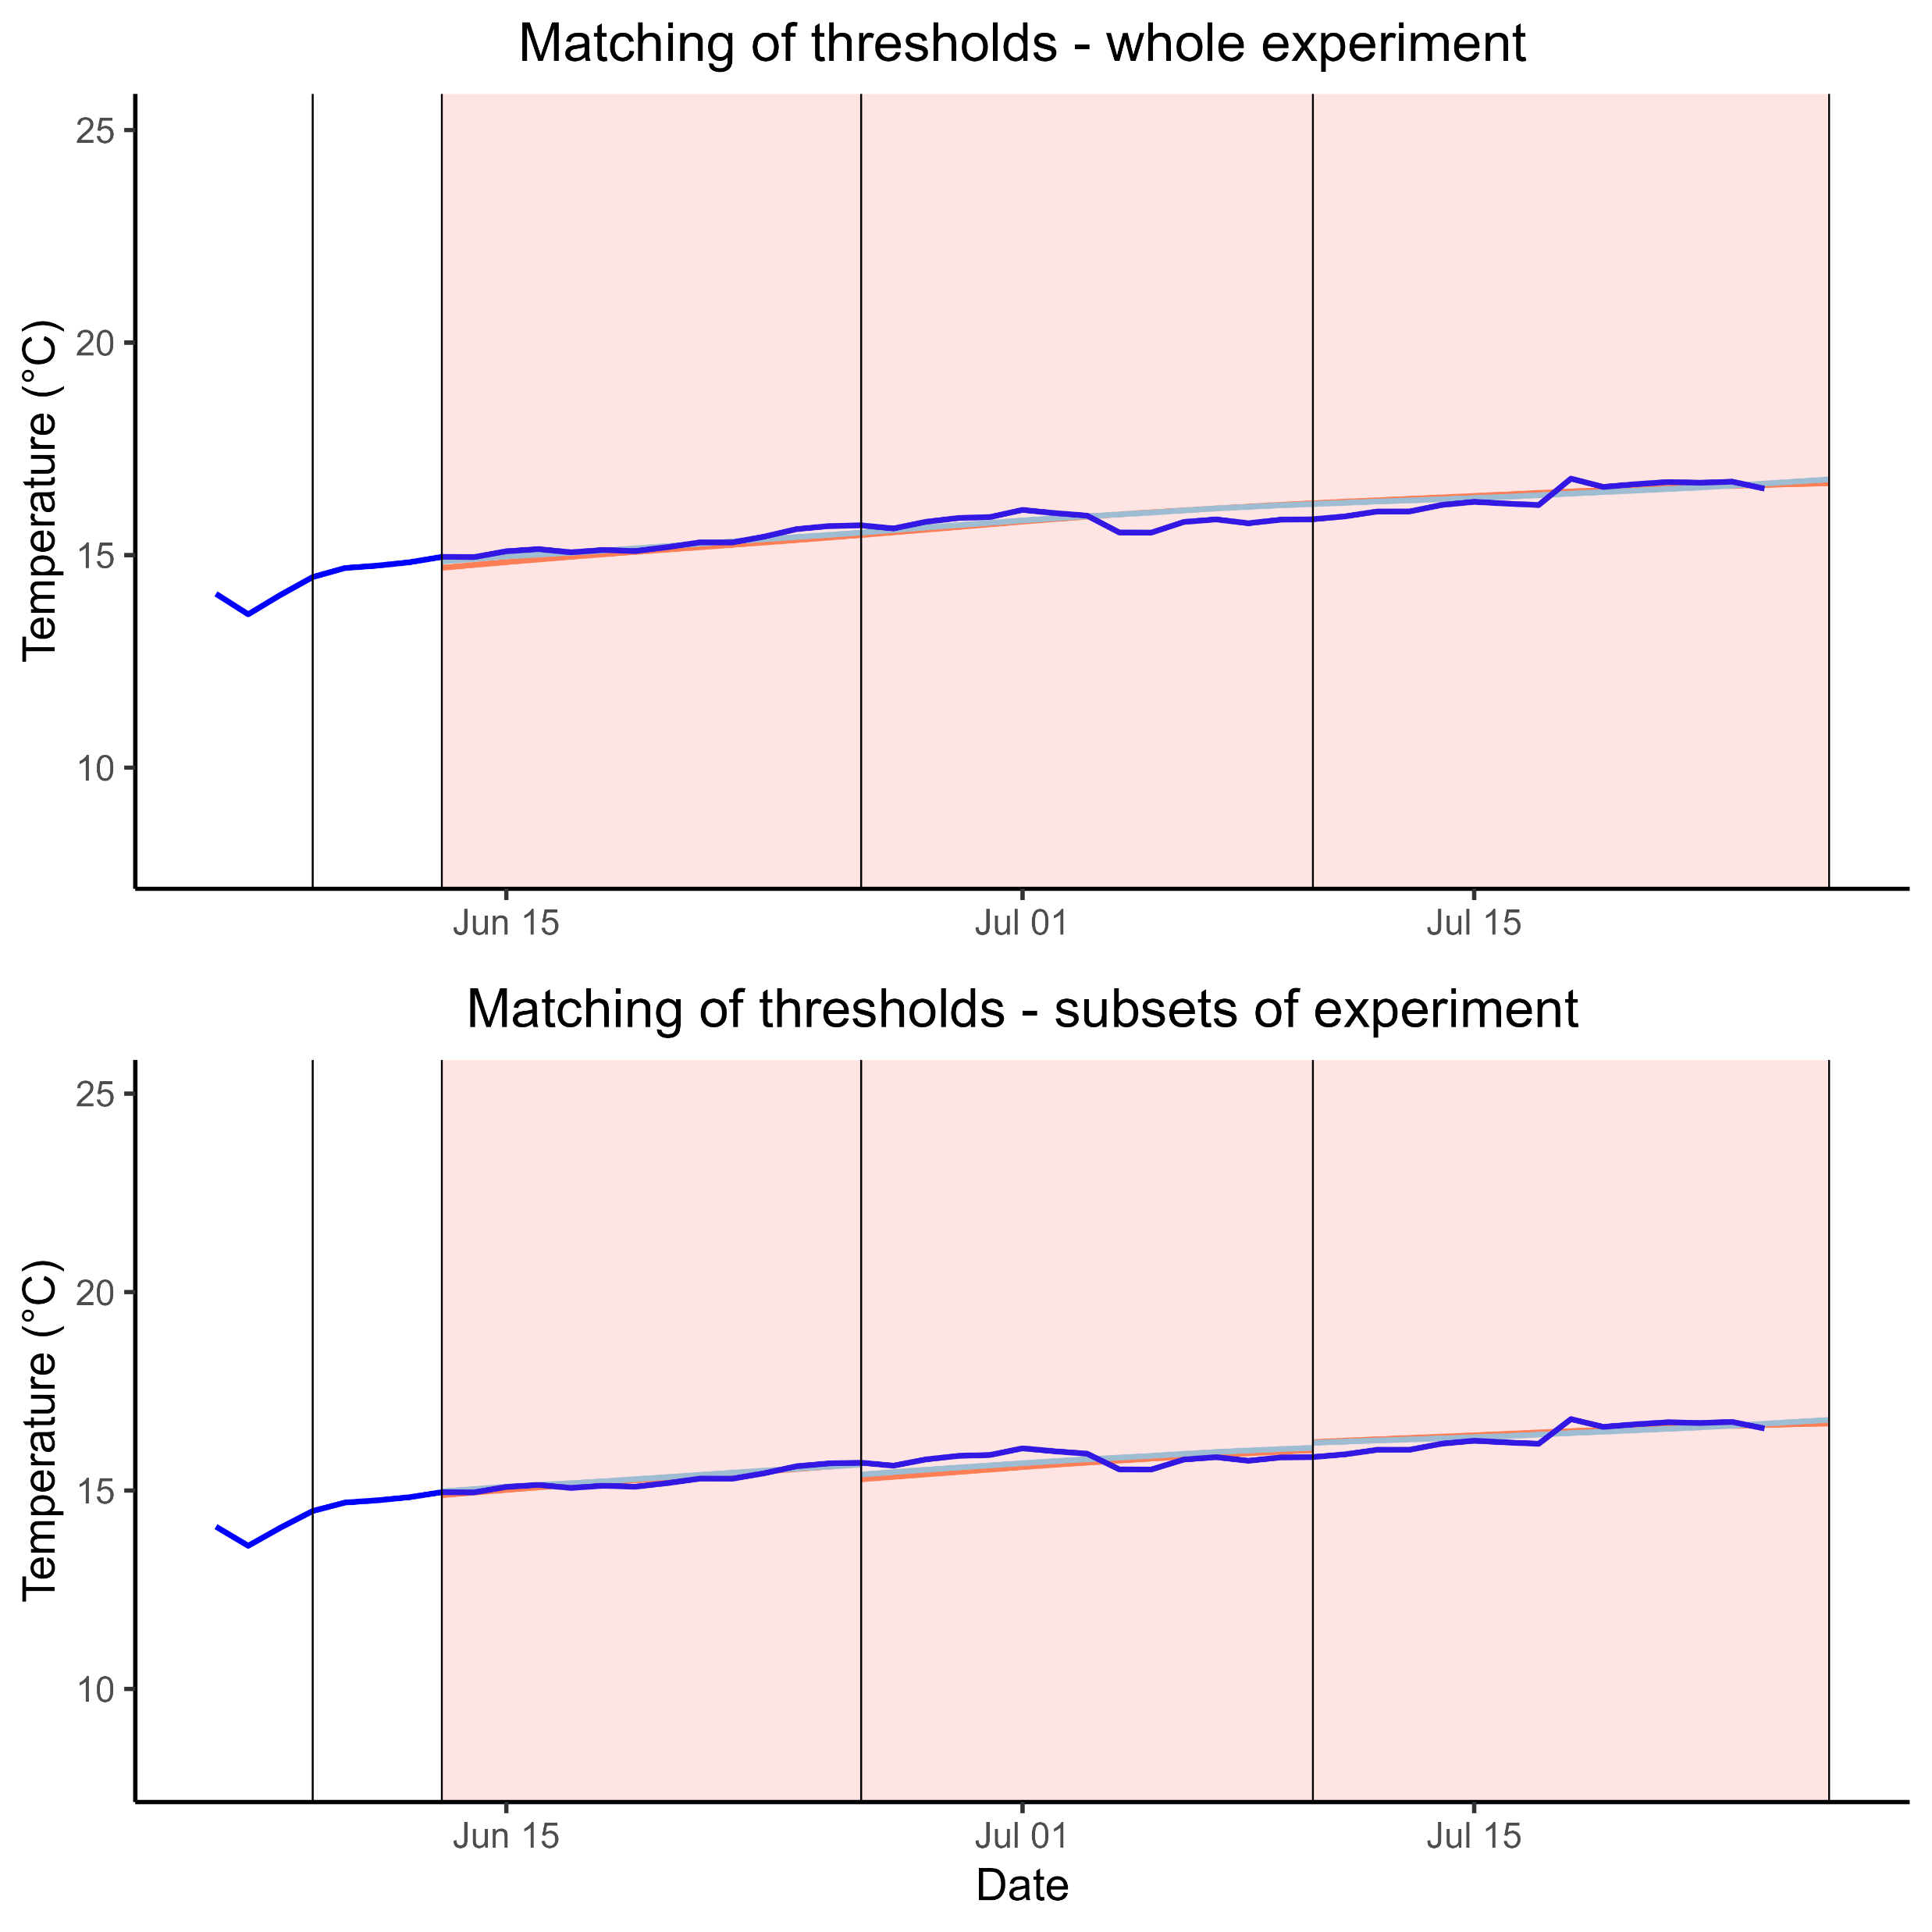 Matching of thresholds - whole experiment
25
20
15
10
Temperature (°C)
Jun 15 Jul 01 Jul 15
Matching of thresholds - subsets of experiment
25
20
15
10
Temperature (°C)
Jun 15 Jul 01 Jul 15
Date